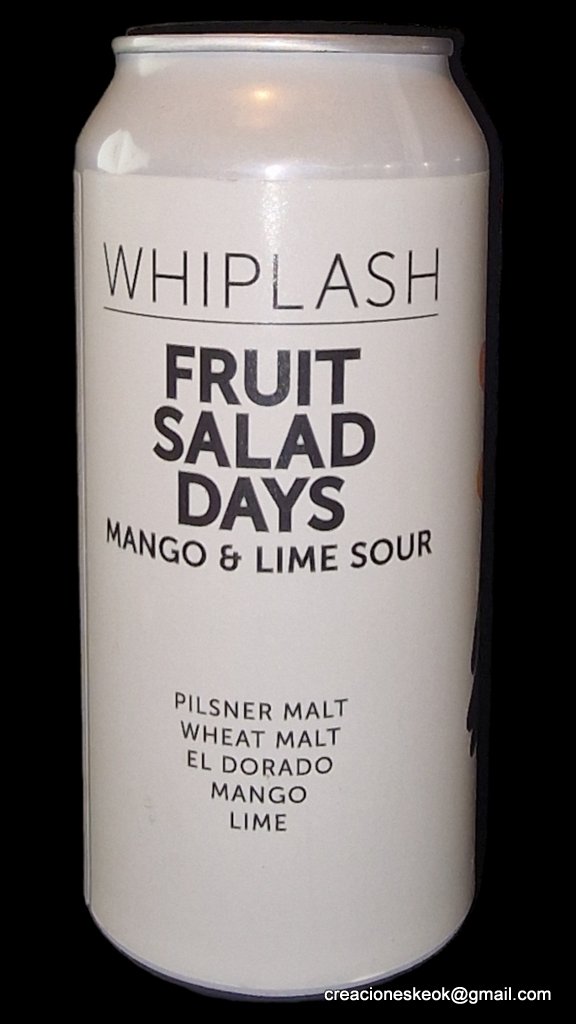 WHIPLASH
FRUIT
SALAD
DAYS
MANGO & LIME SOUR
PILSNER MALT
WHEAT MALT
EL DORADO
MANGO
LIME
creacioneskeok@gmail.com